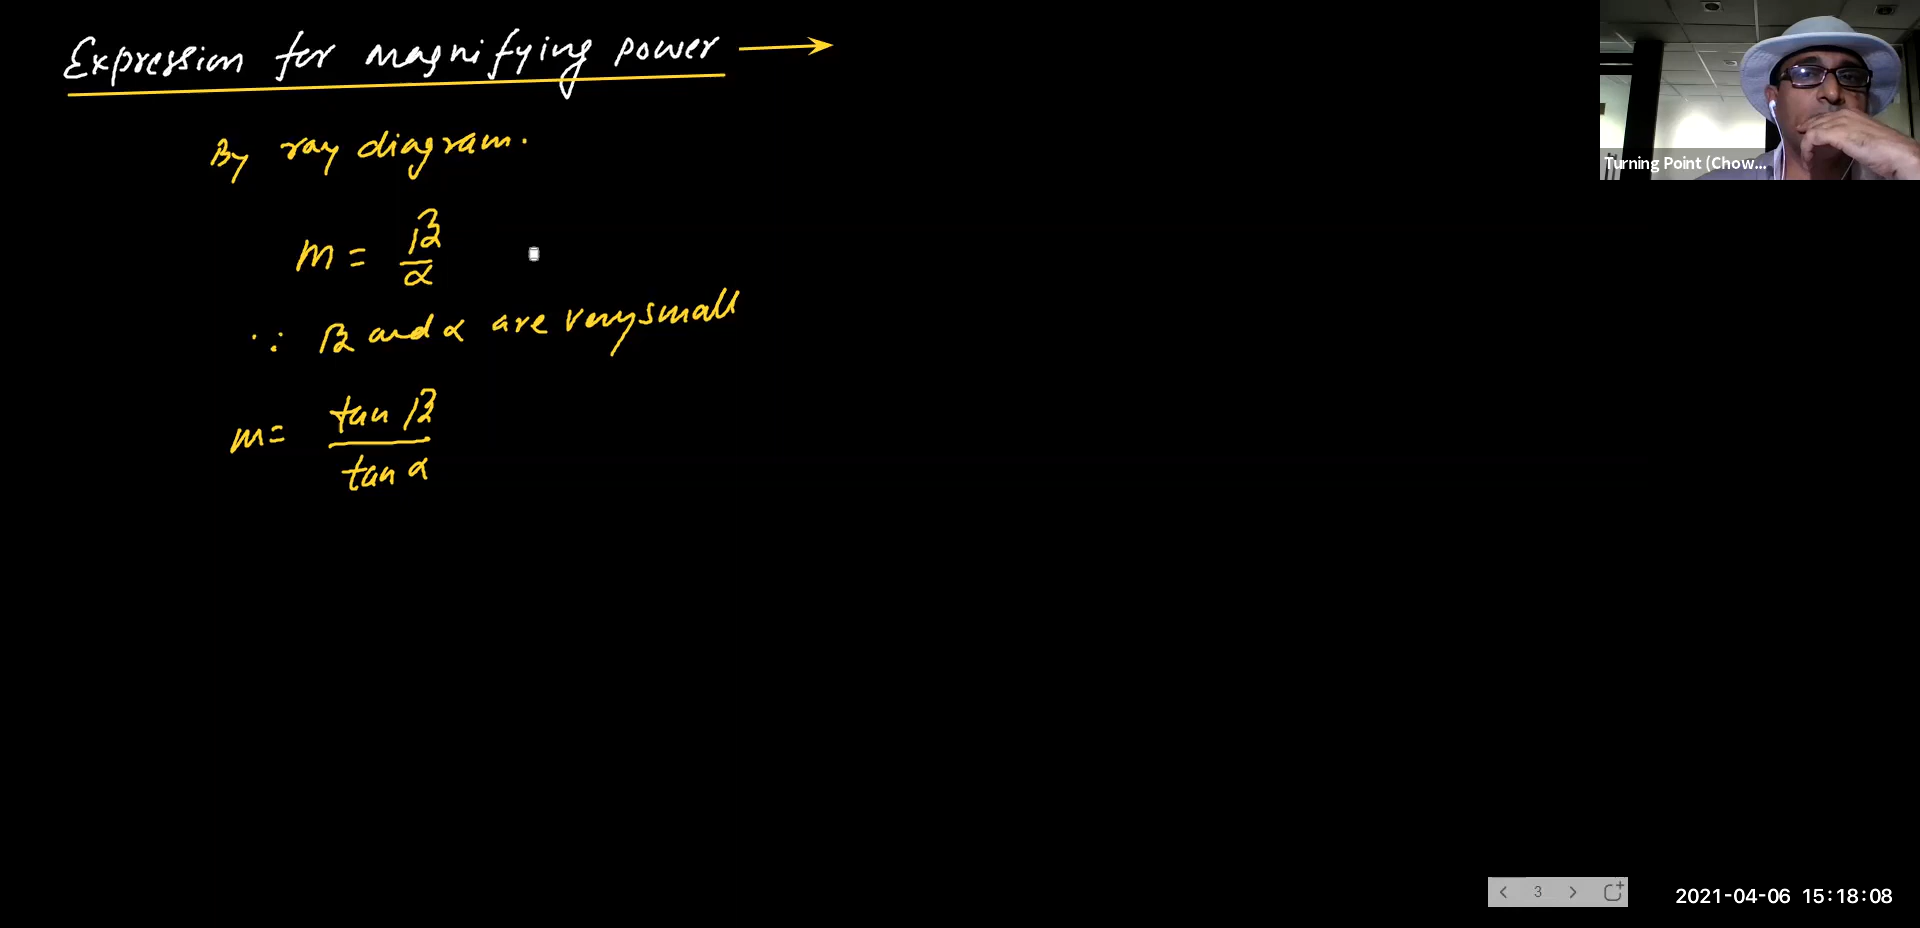 Expression for magnifying power →
By ray diagram.
m = β/α
∵ β and α are very small
m = tan β/tan α
Turning Point (Chow...
3
2021-04-06 15:18:08